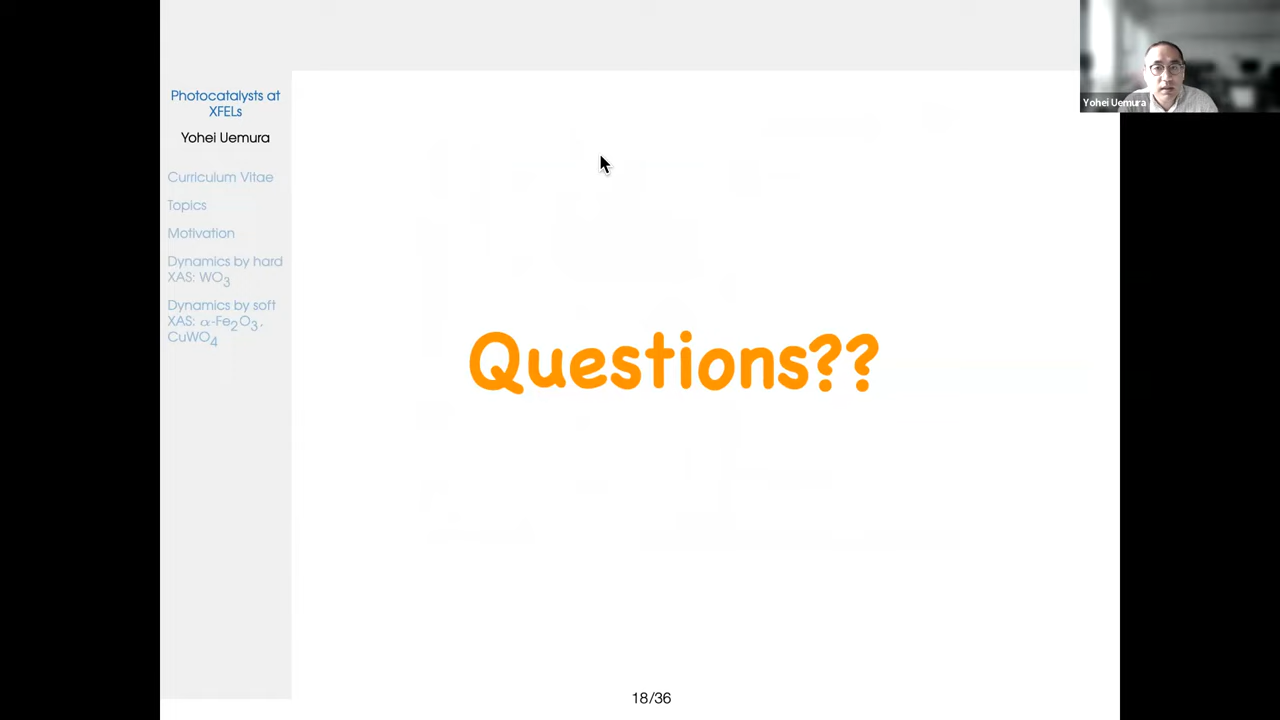 Photocatalysts at
XFELs
Yohei Uemura
Curriculum Vitae
Topics
Motivation
Dynamics by hard
XAS: WO3
Dynamics by soft
XAS: α-Fe2O3,
CuWO4
Questions??
18/36
Yohei Uemura